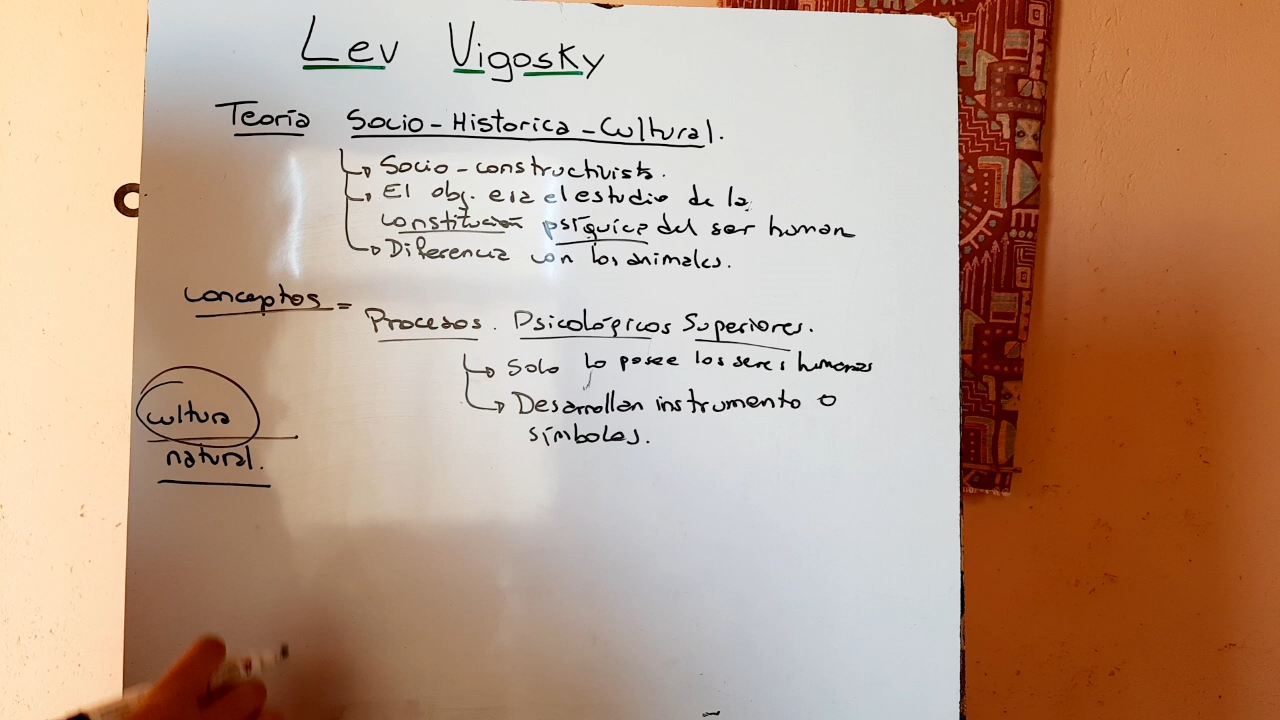 Lev Vigosky
Teoría Socio-Historica-Cultural.
Socio-constructivista.
El obj. era el estudio de la
constitución psíquica del ser human
Diferencia con los animales.
conceptos =
Procesos. Psicológicos Superiores.
Solo lo posee los seres humanos
Desarrollan instrumento o
símbolos.
cultura
natural.